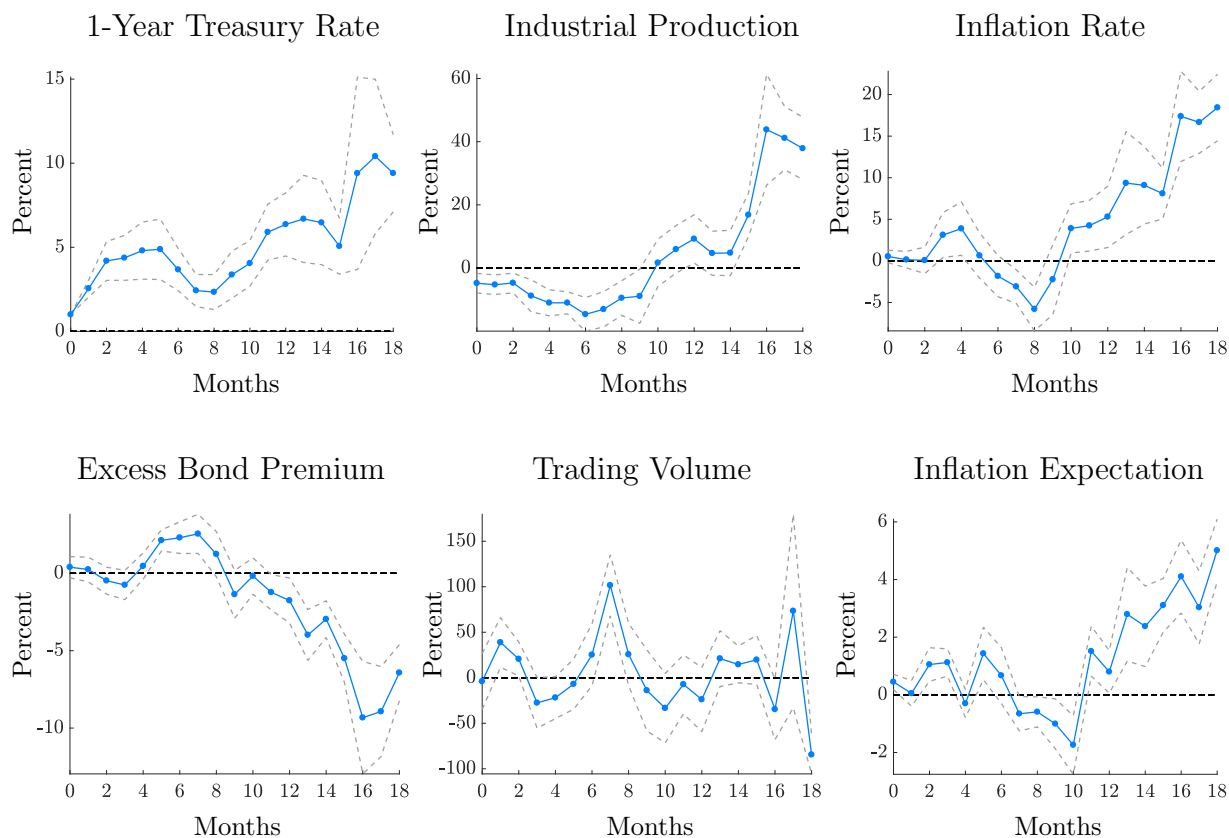 1-Year Treasury Rate
Industrial Production
Inflation Rate
Percent
15
10
5
0
0 2 4 6 8 10 12 14 16 18
Months
Percent
60
40
20
0
0 2 4 6 8 10 12 14 16 18
Months
Percent
20
15
10
5
0
-5
0 2 4 6 8 10 12 14 16 18
Months
Excess Bond Premium
Trading Volume
Inflation Expectation
Percent
0
-5
-10
0 2 4 6 8 10 12 14 16 18
Months
Percent
150
100
50
0
-50
-100
0 2 4 6 8 10 12 14 16 18
Months
Percent
6
4
2
0
-2
0 2 4 6 8 10 12 14 16 18
Months